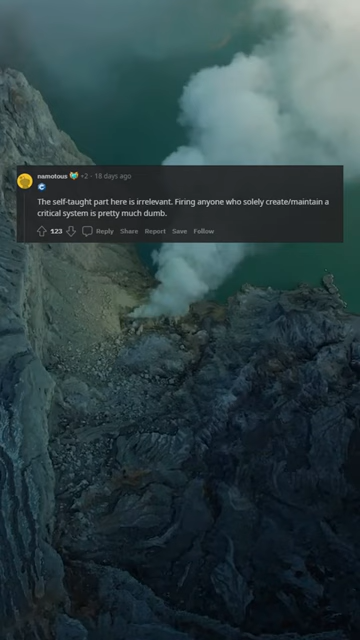 namotous +2 · 18 days ago
The self-taught part here is irrelevant. Firing anyone who solely create/maintain a
critical system is pretty much dumb.
123 Reply Share Report Save Follow